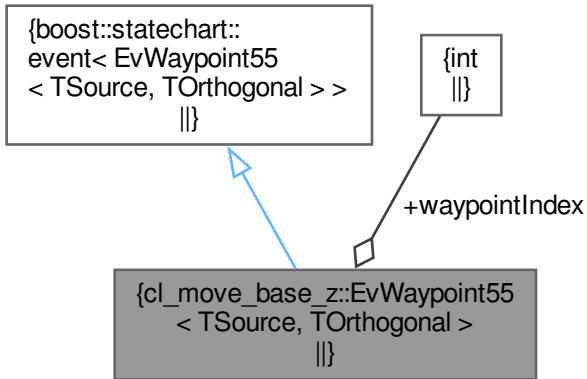 {boost::statechart::
event< EvWaypoint55
< TSource, TOrthogonal > >
||}
{int
||}
+waypointIndex
{cl_move_base_z::EvWaypoint55
< TSource, TOrthogonal >
||}